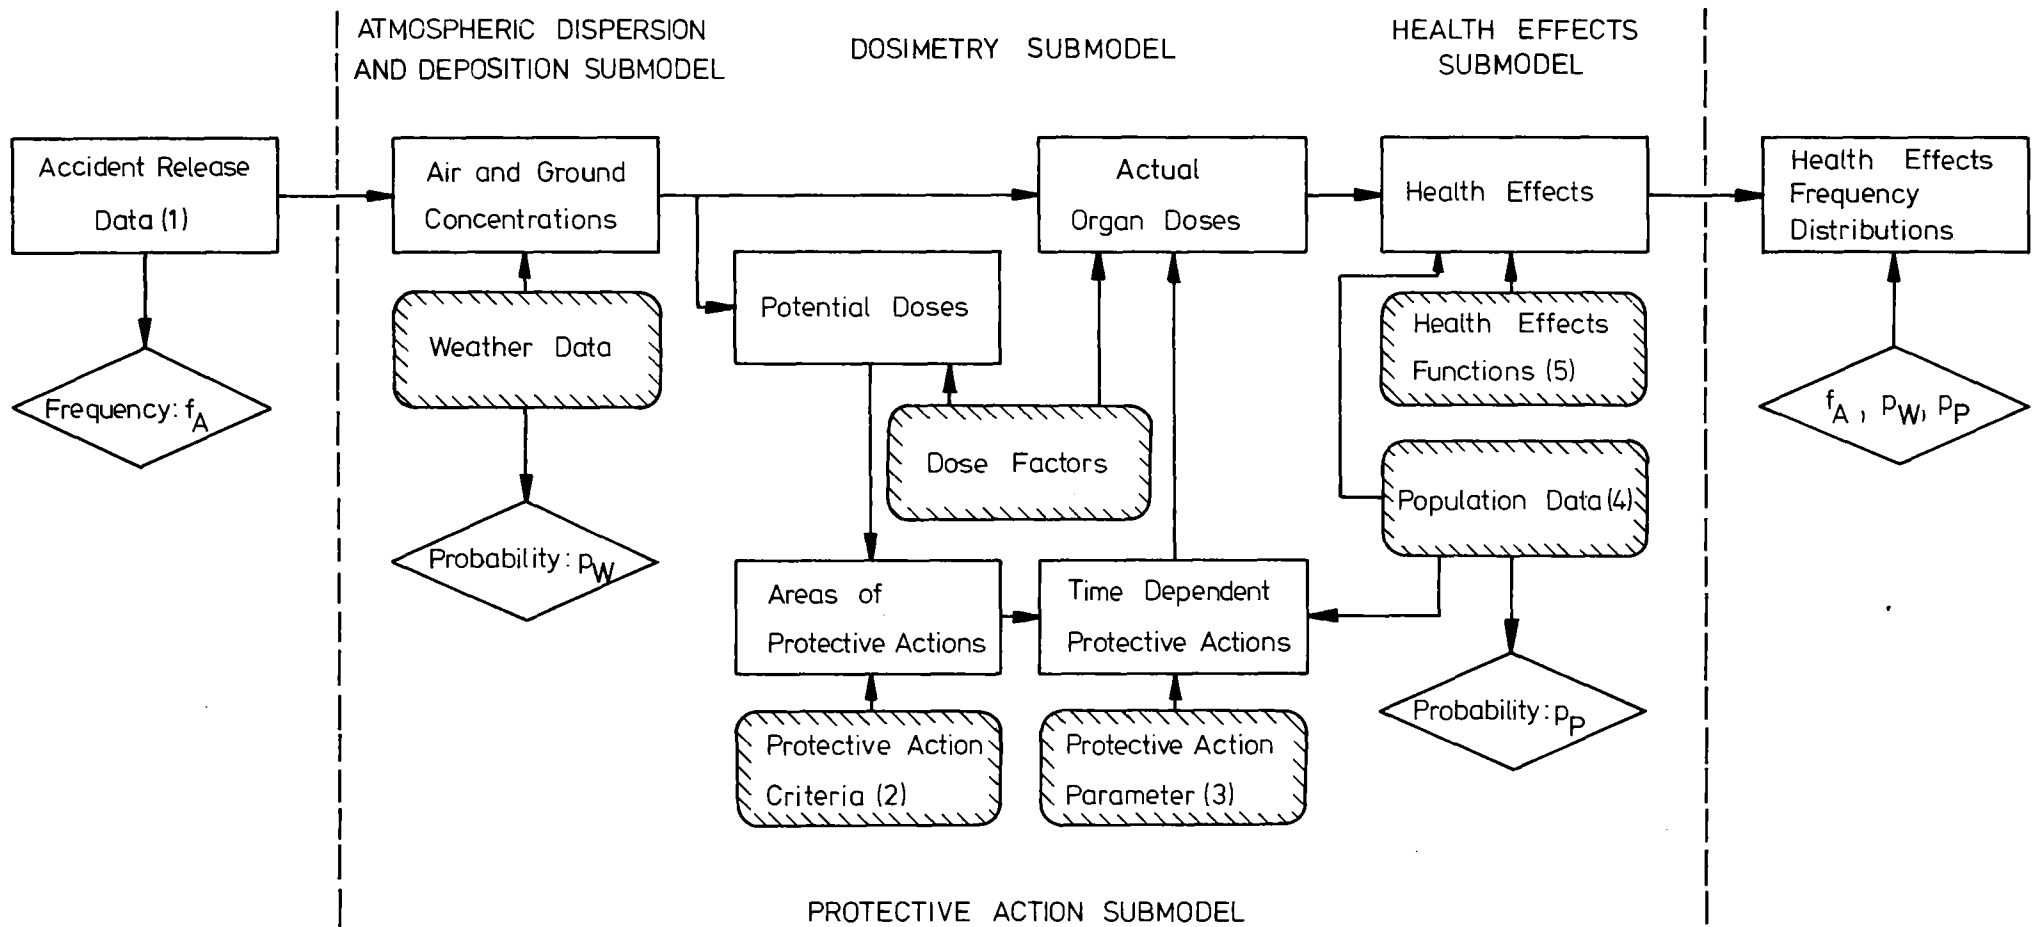 ATMOSPHERIC DISPERSION
AND DEPOSITION SUBMODEL
DOSIMETRY SUBMODEL
HEALTH EFFECTS
SUBMODEL
Accident Release
Data (1)
Air and Ground
Concentrations
Actual
Organ Doses
Health Effects
Health Effects
Frequency
Distributions
Potential Doses
Weather Data
Health Effects
Functions (5)
Frequency: fA
Dose Factors
fA, pW, pP
Population Data (4)
Probability: pW
Areas of
Protective Actions
Time Dependent
Protective Actions
Probability: pP
Protective Action
Criteria (2)
Protective Action
Parameter (3)
PROTECTIVE ACTION SUBMODEL